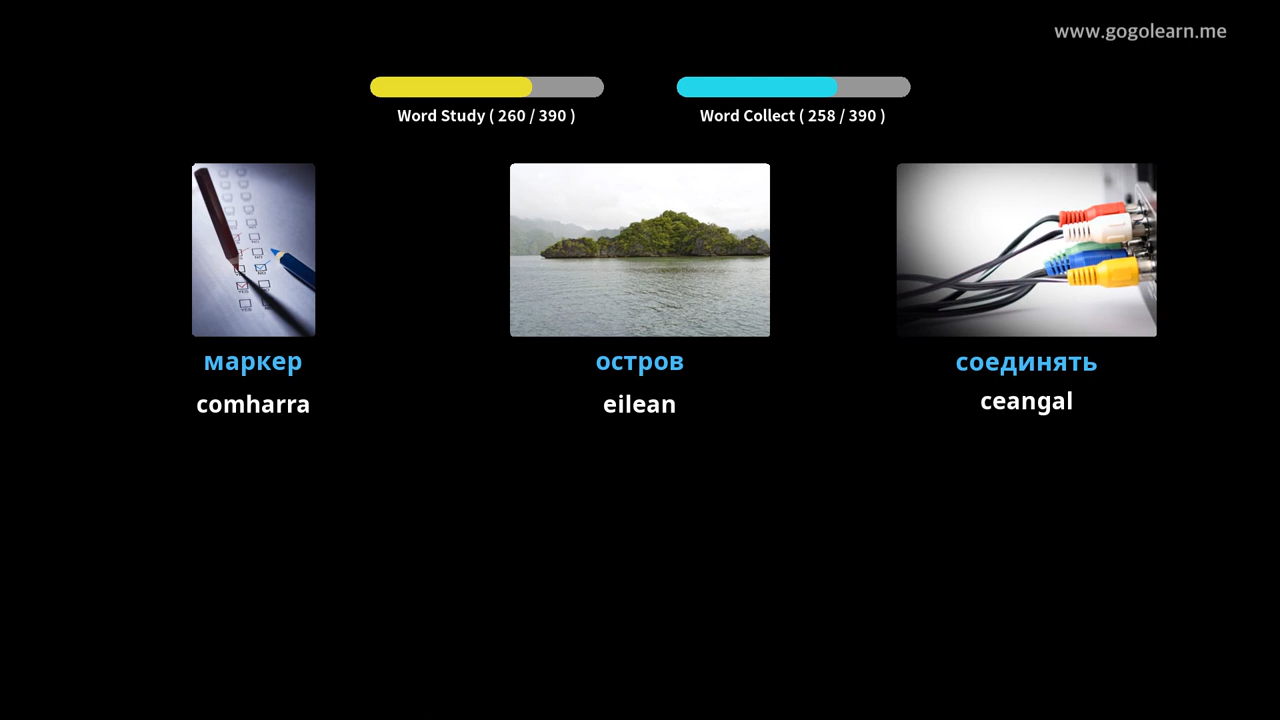 www.gogolearn.me
Word Study ( 260 / 390 )
Word Collect ( 258 / 390 )
маркер
остров
соединять
comharra
eilean
ceangal